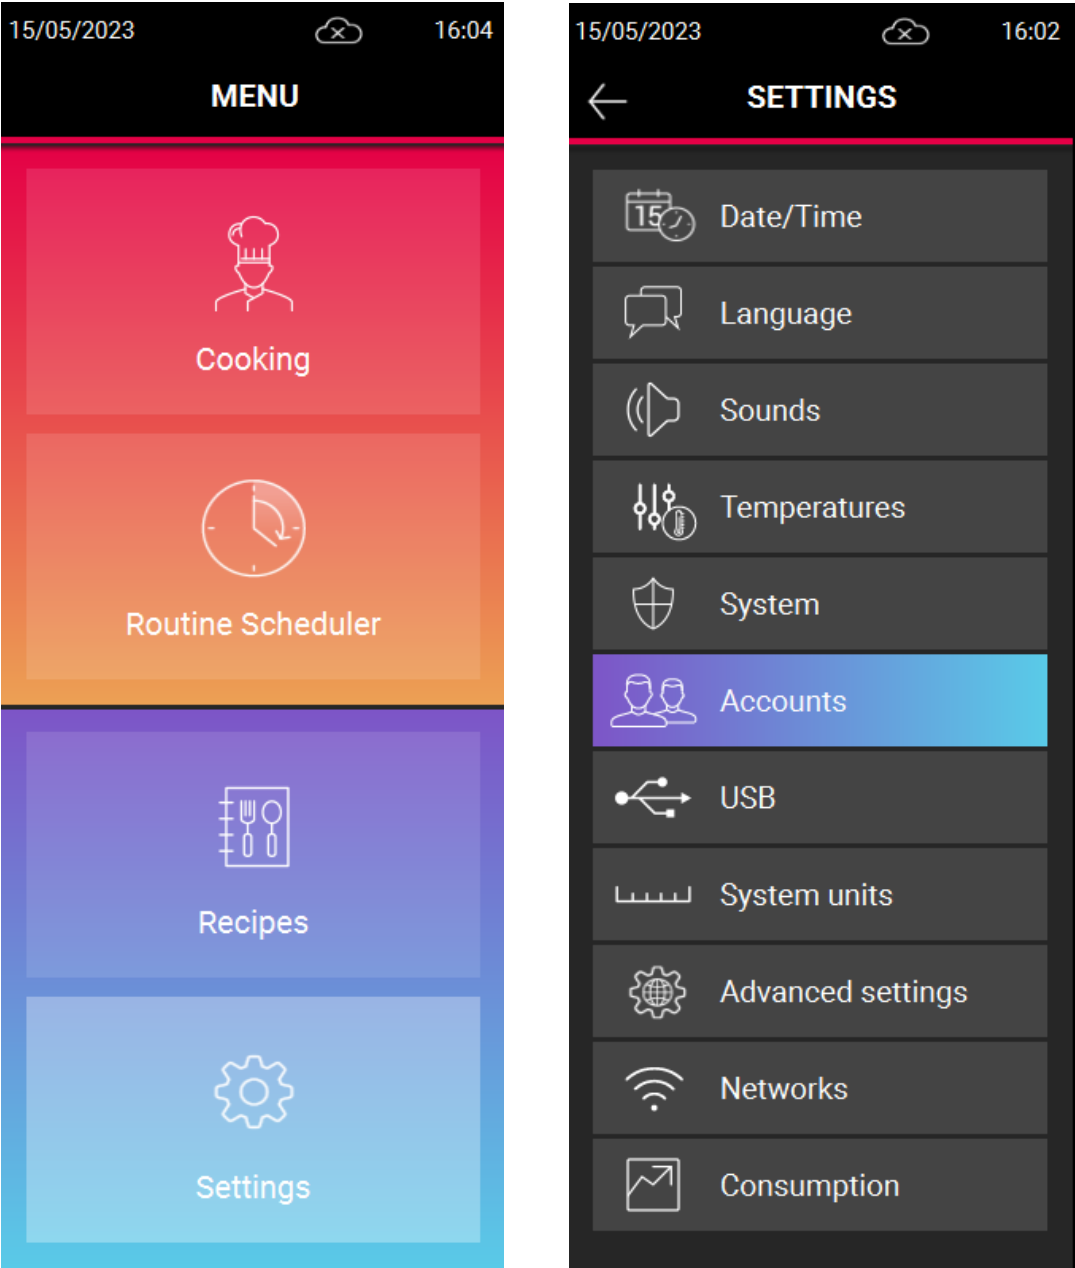 15/05/2023 16:04
MENU
Cooking
Routine Scheduler
Recipes
Settings
15/05/2023 16:02
SETTINGS
15
Date/Time
Language
Sounds
Temperatures
System
Accounts
USB
System units
Advanced settings
Networks
Consumption